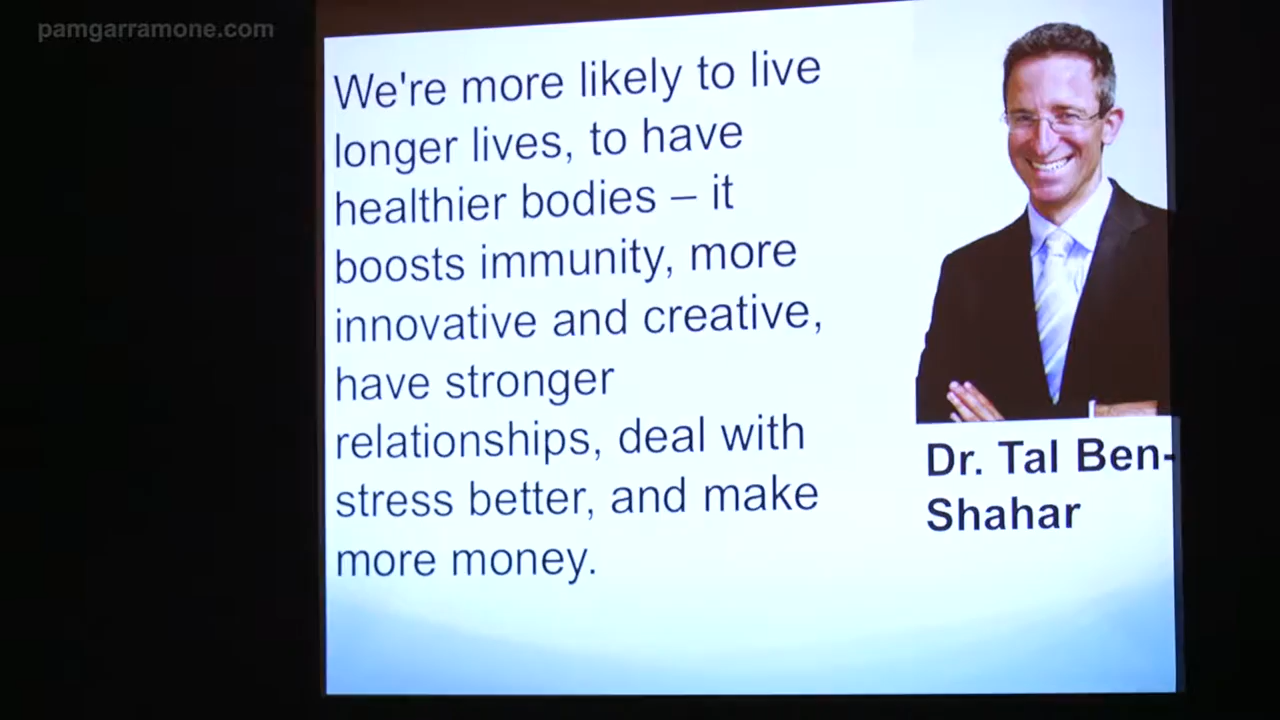 pamgarramone.com
We're more likely to live
longer lives, to have
healthier bodies – it
boosts immunity, more
innovative and creative,
have stronger
relationships, deal with
stress better, and make
more money.
Dr. Tal Ben-
Shahar